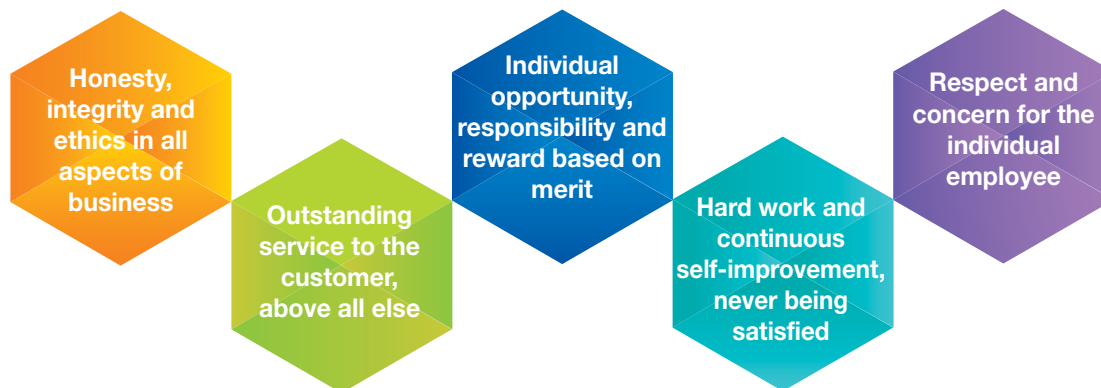 Honesty,
integrity and
ethics in all
aspects of
business
Outstanding
service to the
customer,
above all else
Individual
opportunity,
responsibility and
reward based on
merit
Hard work and
continuous
self-improvement,
never being
satisfied
Respect and
concern for the
individual
employee